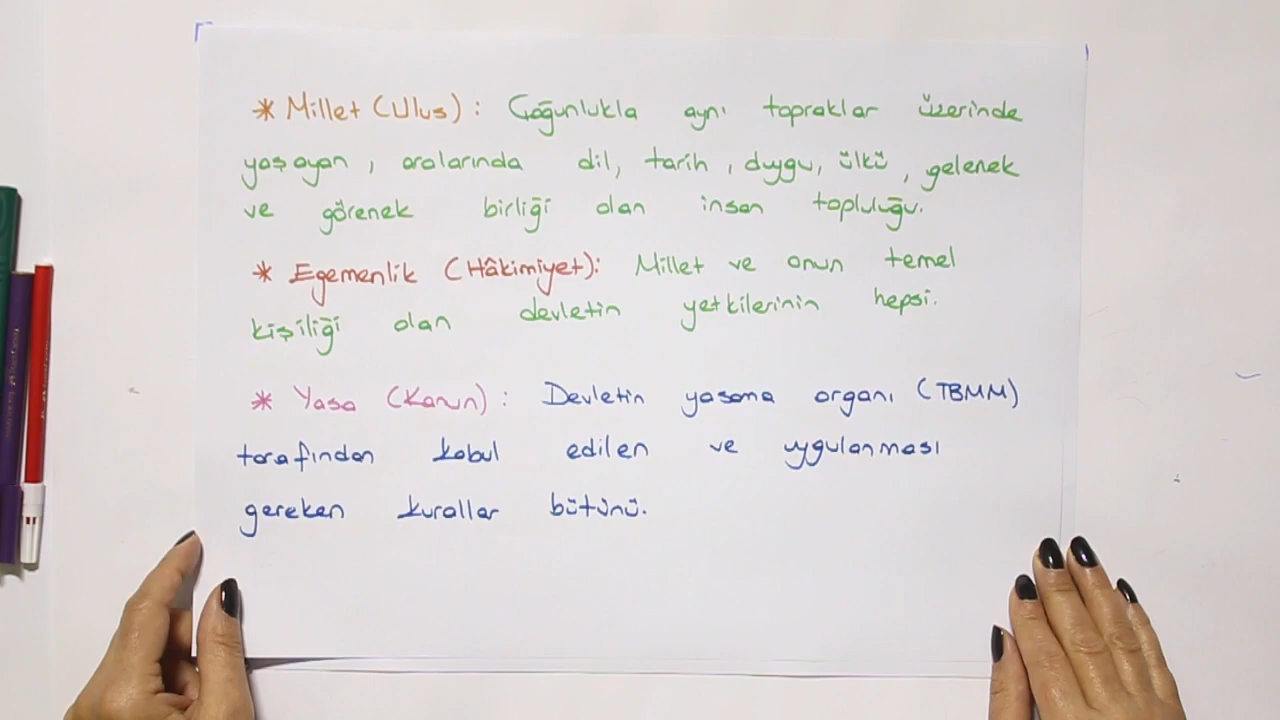 * Millet (Ulus) : Çoğunlukla aynı topraklar üzerinde
yaşayan , aralarında dil, tarih , duygu, ülkü , gelenek
ve görenek birliği olan insan topluluğu.
* Egemenlik (Hâkimiyet): Millet ve onun temel
kişiliği olan devletin yetkilerinin hepsi.
* Yasa (Kanun) : Devletin yasama organı (TBMM)
tarafından kabul edilen ve uygulanması
gereken kurallar bütünü.